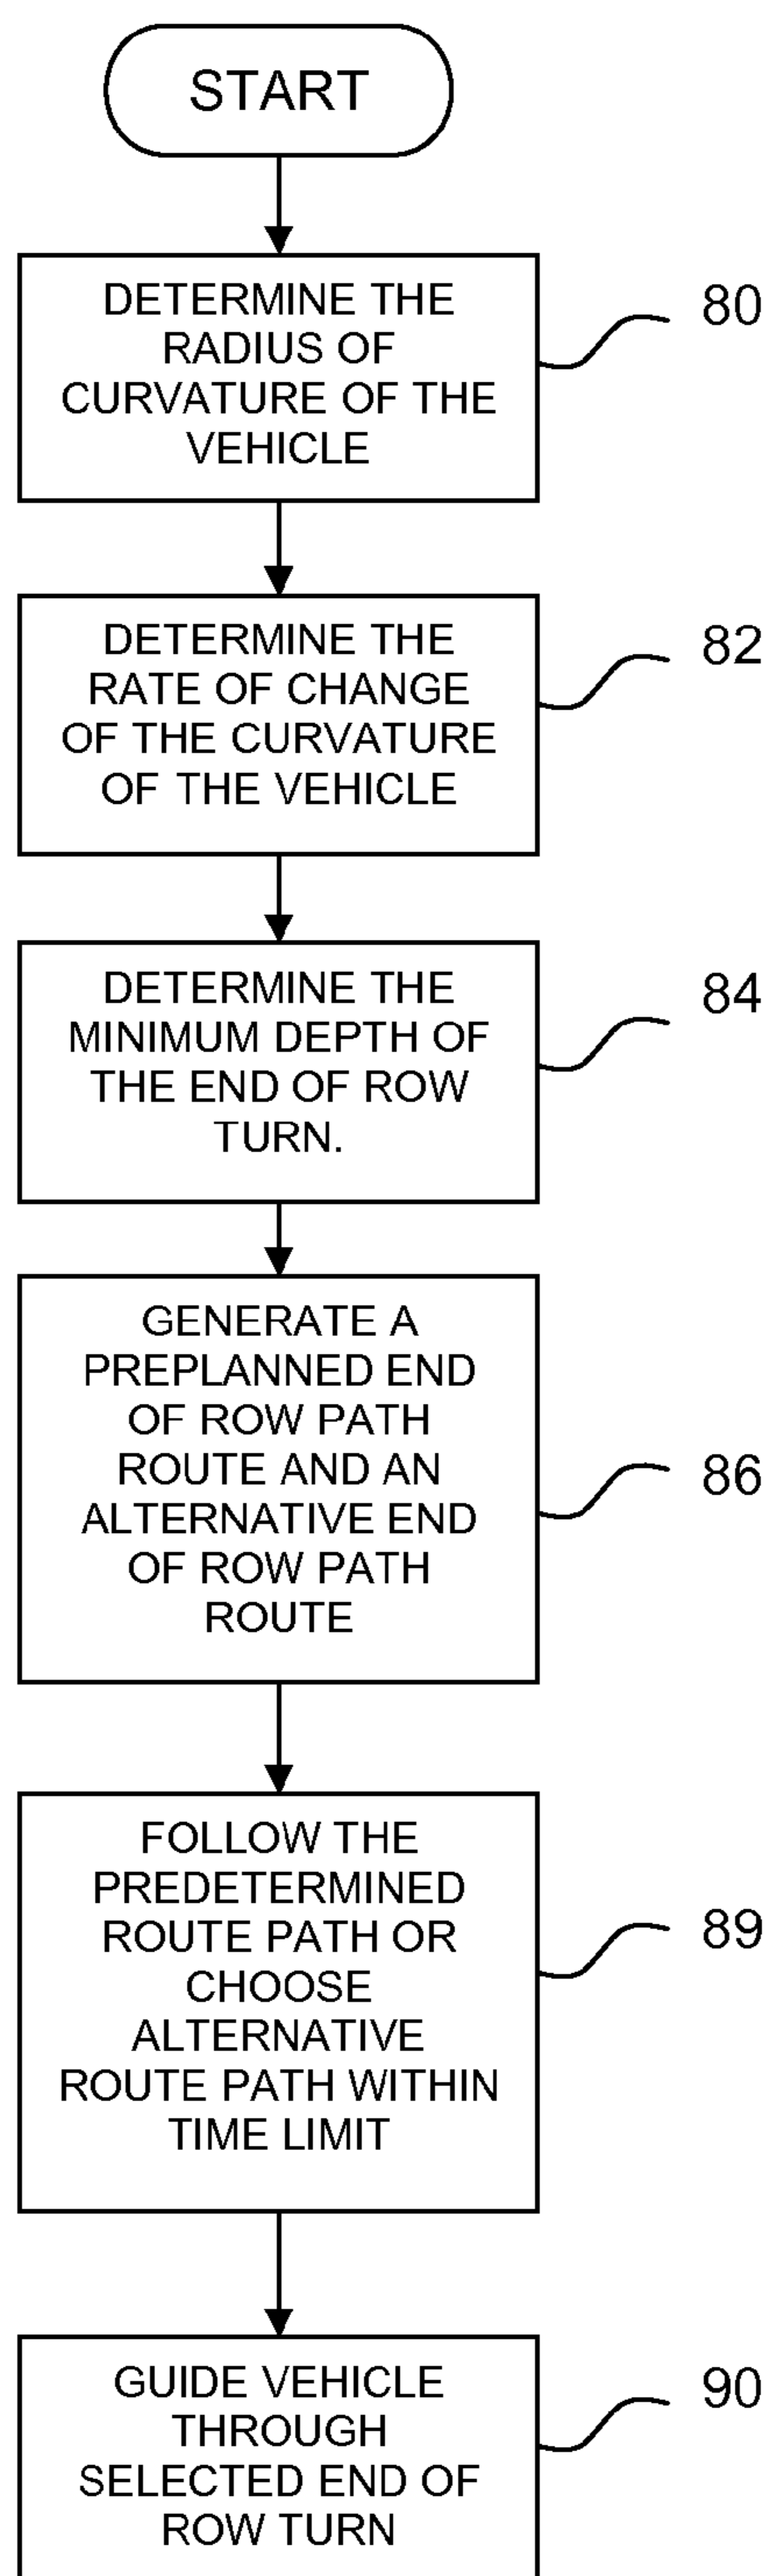 START
DETERMINE THE
RADIUS OF
CURVATURE OF THE
VEHICLE
80
DETERMINE THE
RATE OF CHANGE
OF THE CURVATURE
OF THE VEHICLE
82
DETERMINE THE
MINIMUM DEPTH OF
THE END OF ROW
TURN.
84
GENERATE A
PREPLANNED END
OF ROW PATH
ROUTE AND AN
ALTERNATIVE END
OF ROW PATH
ROUTE
86
FOLLOW THE
PREDETERMINED
ROUTE PATH OR
CHOOSE
ALTERNATIVE
ROUTE PATH WITHIN
TIME LIMIT
89
GUIDE VEHICLE
THROUGH
SELECTED END OF
ROW TURN
90